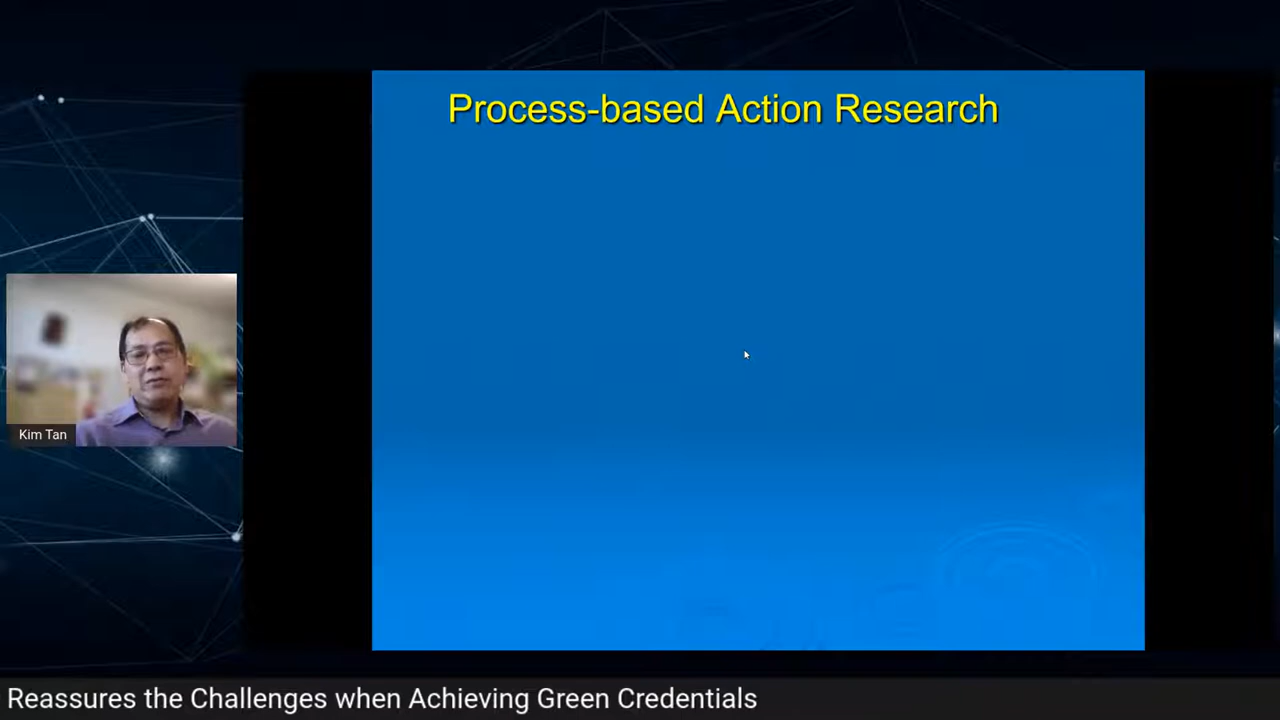 Process-based Action Research
Kim Tan
Reassures the Challenges when Achieving Green Credentials